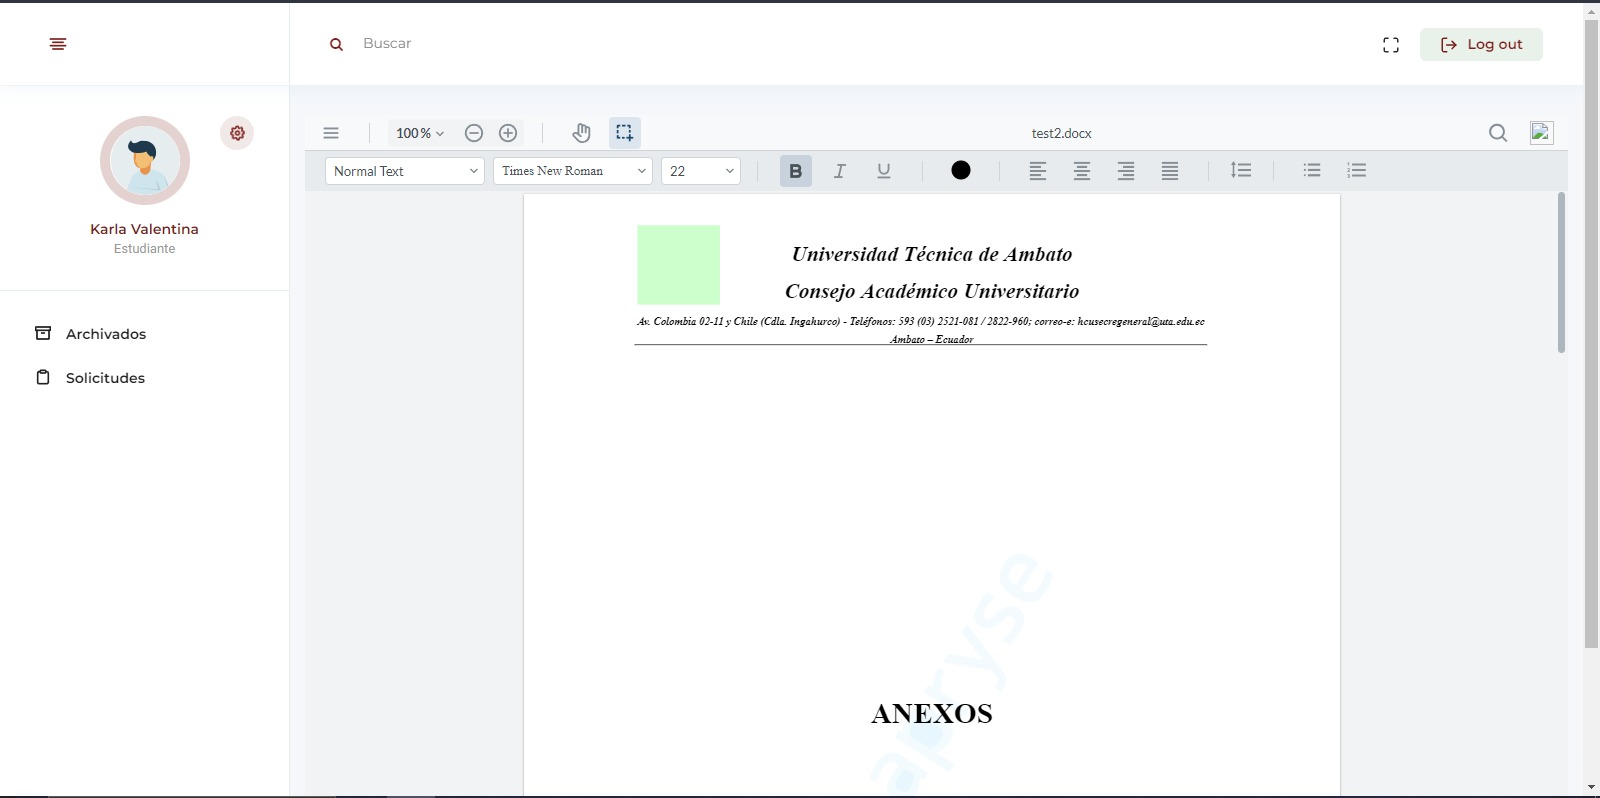 Buscar
Log out
Karla Valentina
Estudiante
Archivados
Solicitudes
100%
test2.docx
Normal Text
Times New Roman
22
B
I
U
Universidad Técnica de Ambato
Consejo Académico Universitario
Av. Colombia 02-11 y Chile (Cdla. Ingahurco) - Teléfonos: 593 (03) 2521-081 / 2822-960; correo-e: hcusecregeneral@uta.edu.ec
Ambato – Ecuador
apryse
ANEXOS